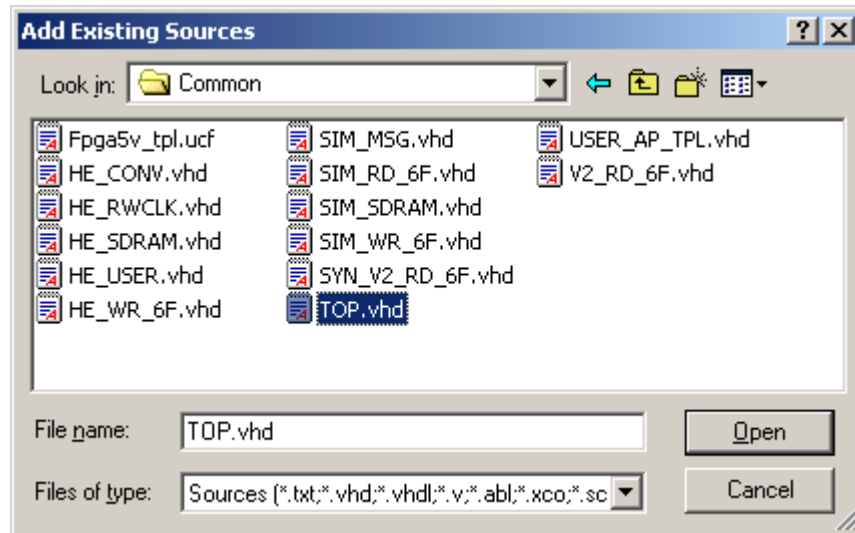 Add Existing Sources
Look in: Common
Fpga5v_tpl.ucf
HE_CONV.vhd
HE_RWCLK.vhd
HE_SDRAM.vhd
HE_USER.vhd
HE_WR_6F.vhd
SIM_MSG.vhd
SIM_RD_6F.vhd
SIM_SDRAM.vhd
SIM_WR_6F.vhd
SYN_V2_RD_6F.vhd
TOP.vhd
USER_AP_TPL.vhd
V2_RD_6F.vhd
File name: TOP.vhd Open
Files of type: Sources (*.txt;*.vhd;*.vhdl;*.v;*.abl;*.xco;*.sc Cancel